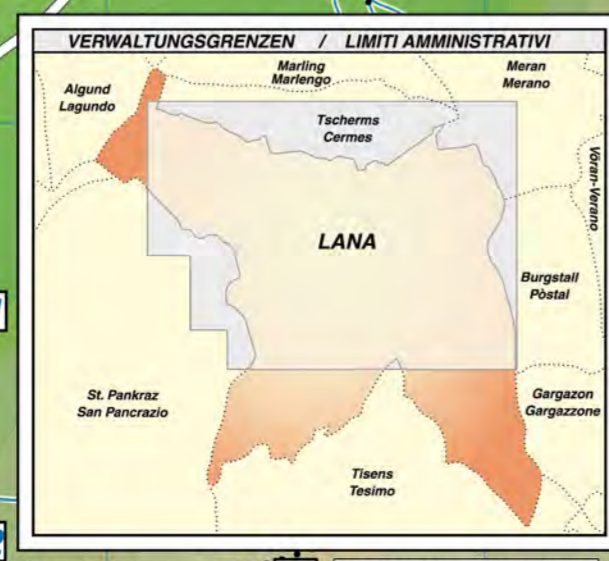 VERWALTUNGSGRENZEN / LIMITI AMMINISTRATIVI
Algund
Lagundo
Marling
Marlengo
Meran
Merano
Tscherms
Cermes
Vöran-Verano
LANA
Burgstall
Pòstal
St. Pankraz
San Pancrazio
Gargazon
Gargazzone
Tisens
Tesimo